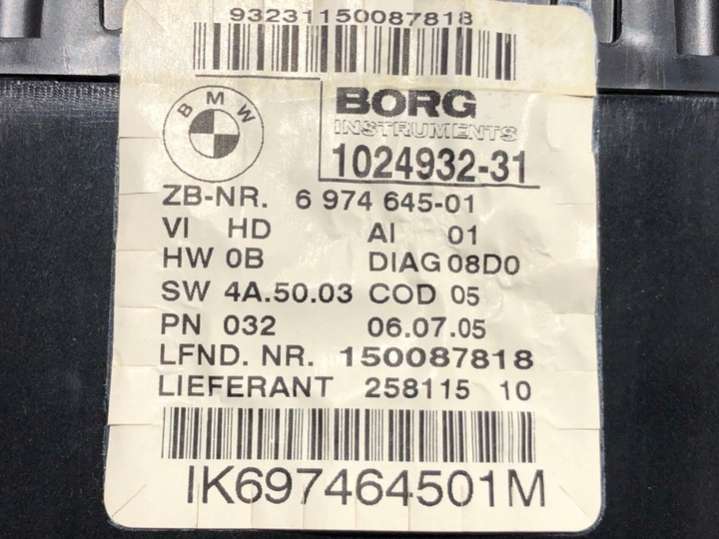 93231150087818
BMW
BORG
INSTRUMENTS
1024932-31
ZB-NR. 6 974 645-01
VI HD AI 01
HW 0B DIAG 08D0
SW 4A.50.03 COD 05
PN 032 06.07.05
LFND. NR. 150087818
LIEFERANT 258115 10
IK697464501M